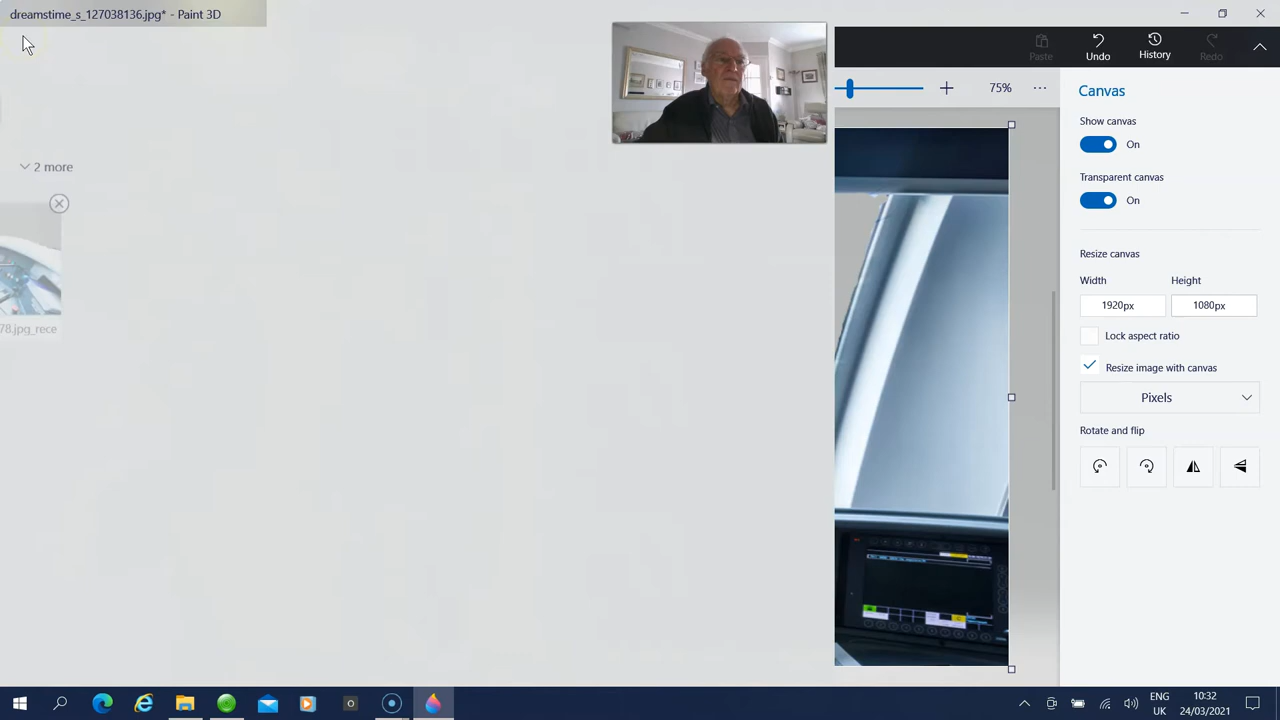 dreamstime_s_127038136.jpg* - Paint 3D
Paste
Undo
History
Redo
75%
Canvas
Show canvas
On
Transparent canvas
On
2 more
Resize canvas
Width
Height
1920px
1080px
Lock aspect ratio
78.jpg_rece
Resize image with canvas
Pixels
Rotate and flip
ENG
UK
10:32
24/03/2021